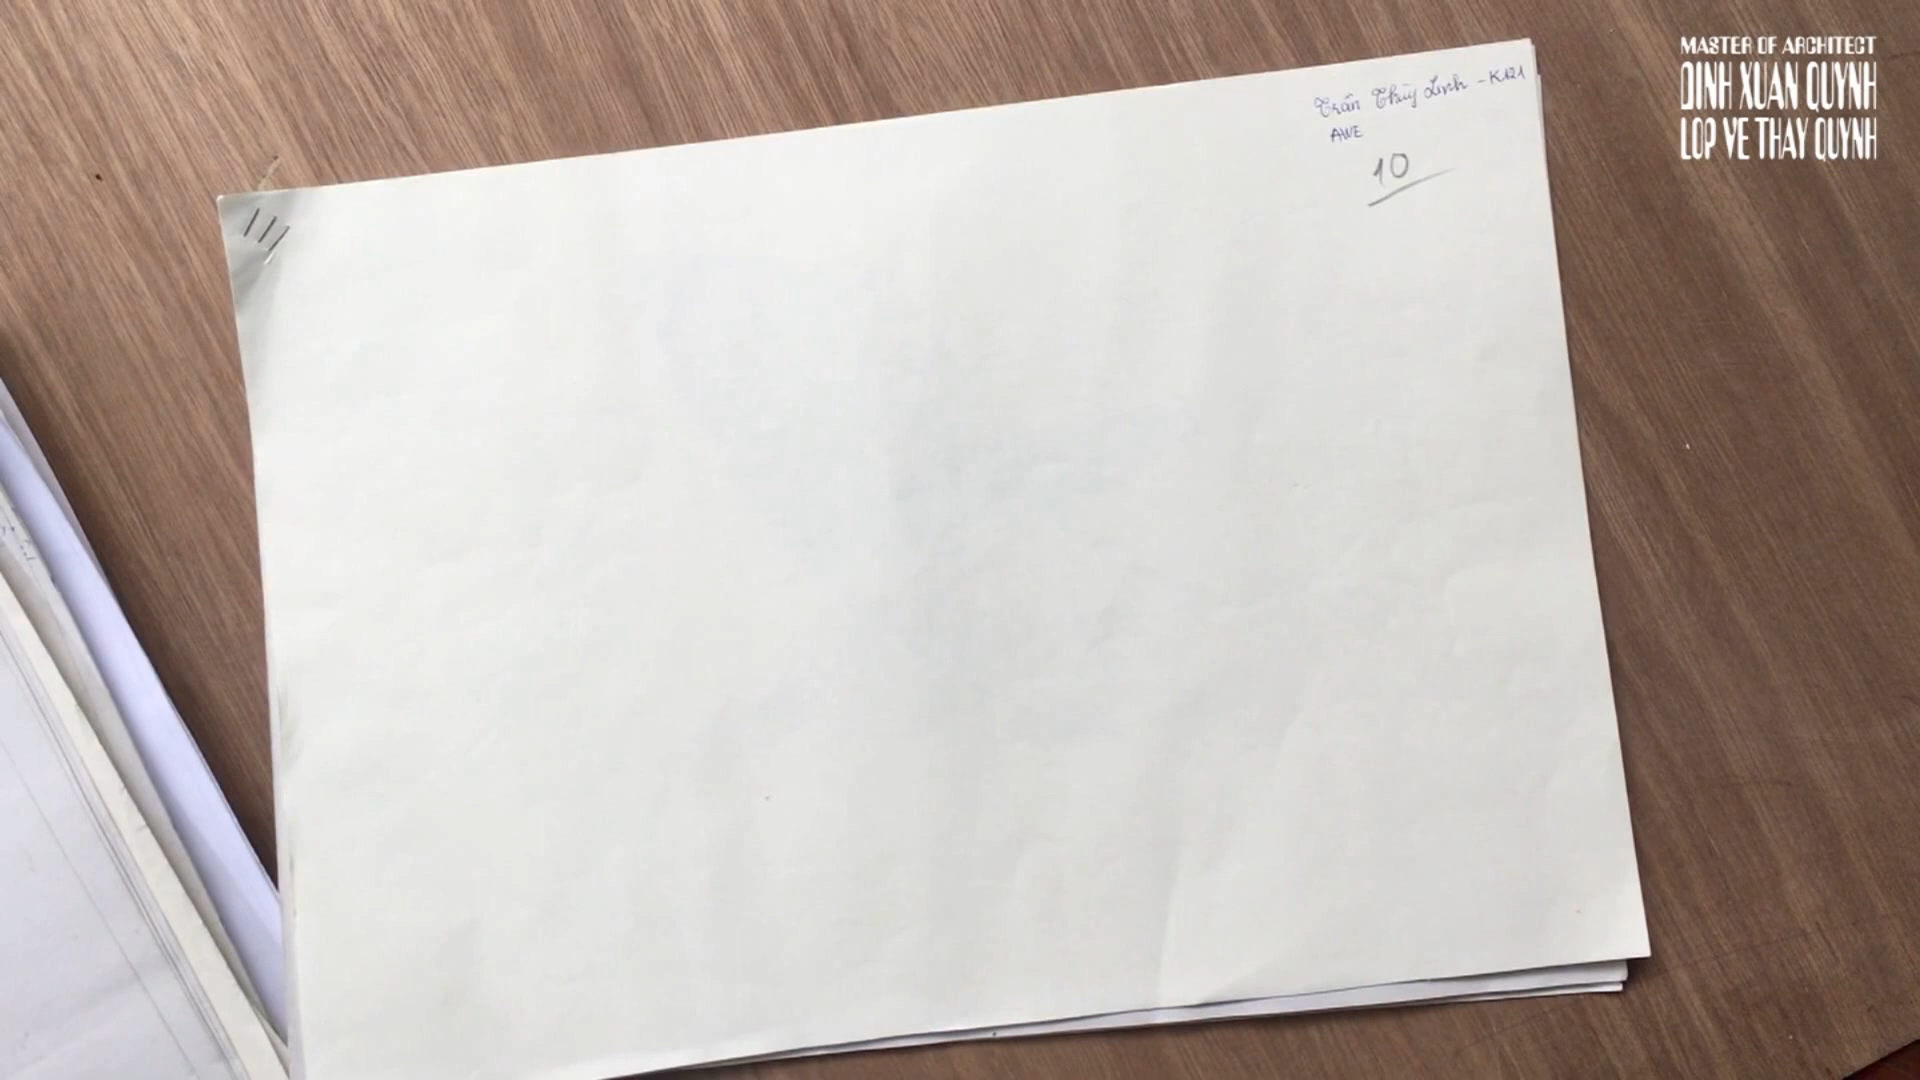 MASTER OF ARCHITECT
DINH XUAN QUYNH
LOP VE THAY QUYNH
Trần Thùy Linh - K121
AWE
10